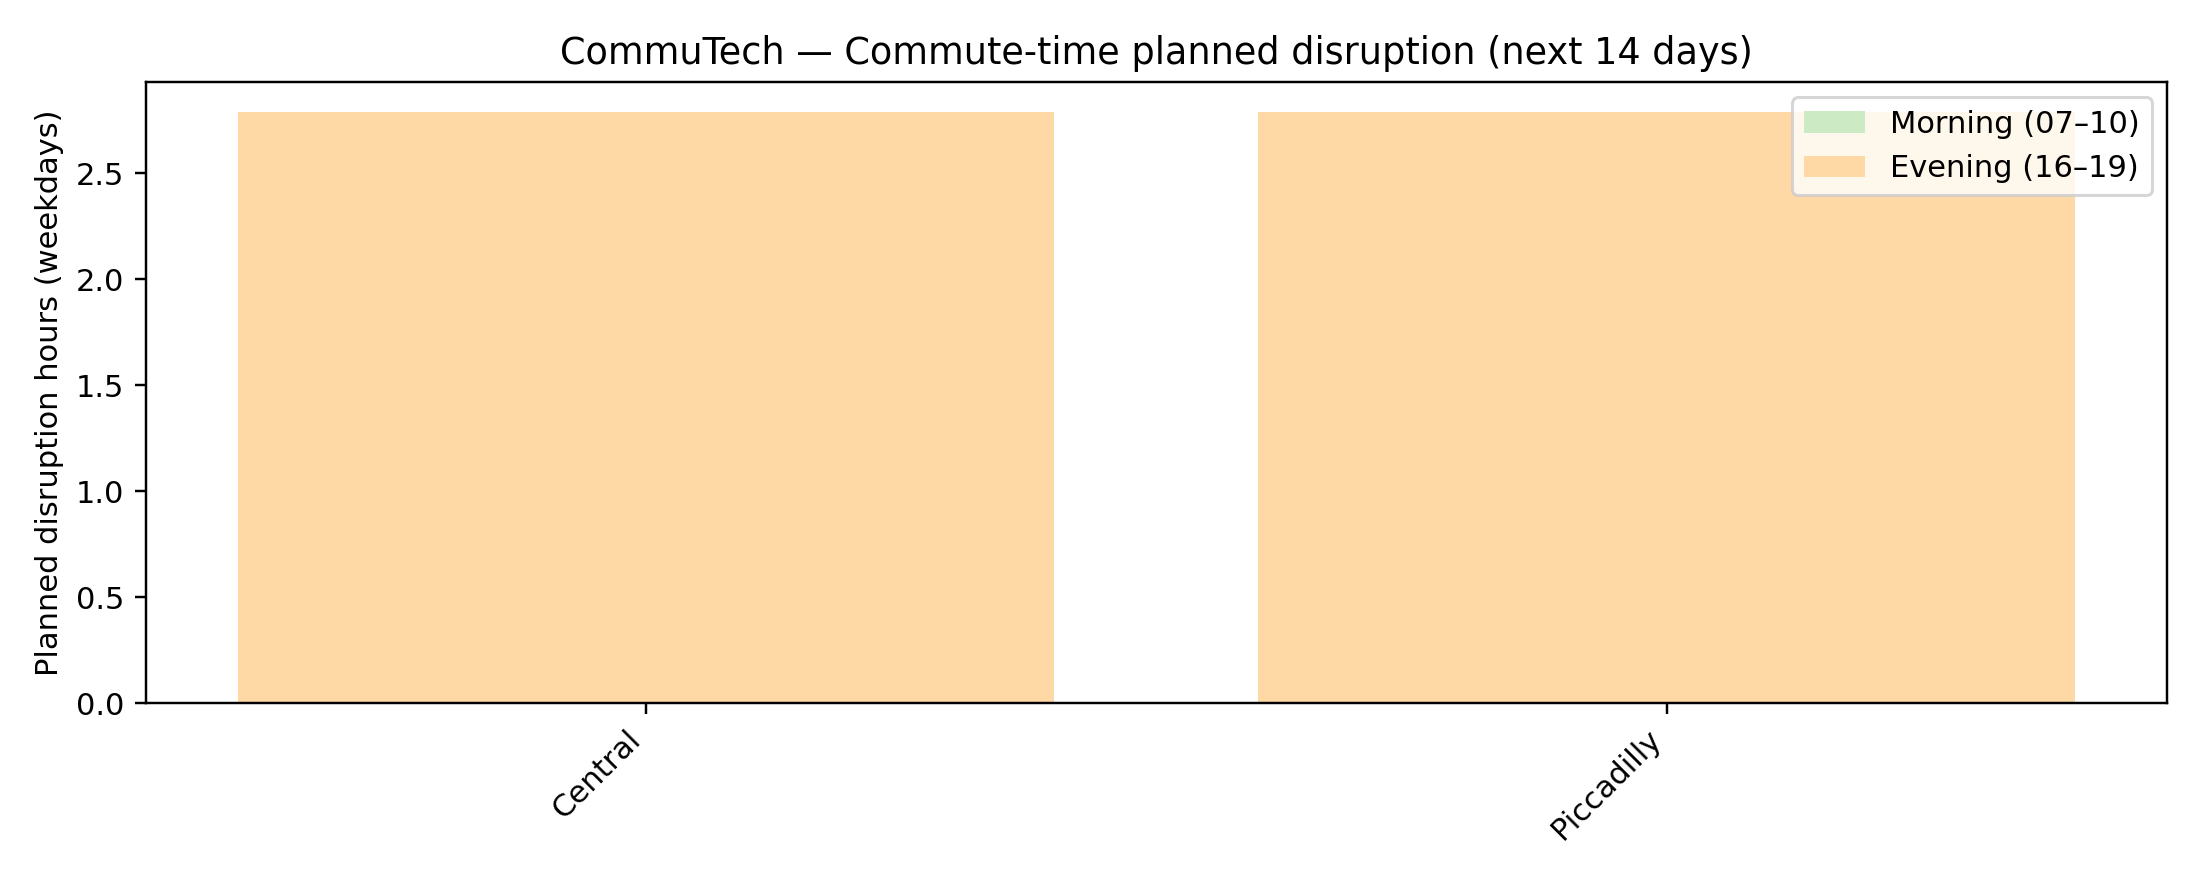 CommuTech — Commute-time planned disruption (next 14 days)
Planned disruption hours (weekdays)
2.5
2.0
1.5
1.0
0.5
0.0
Morning (07–10)
Evening (16–19)
Central
Piccadilly